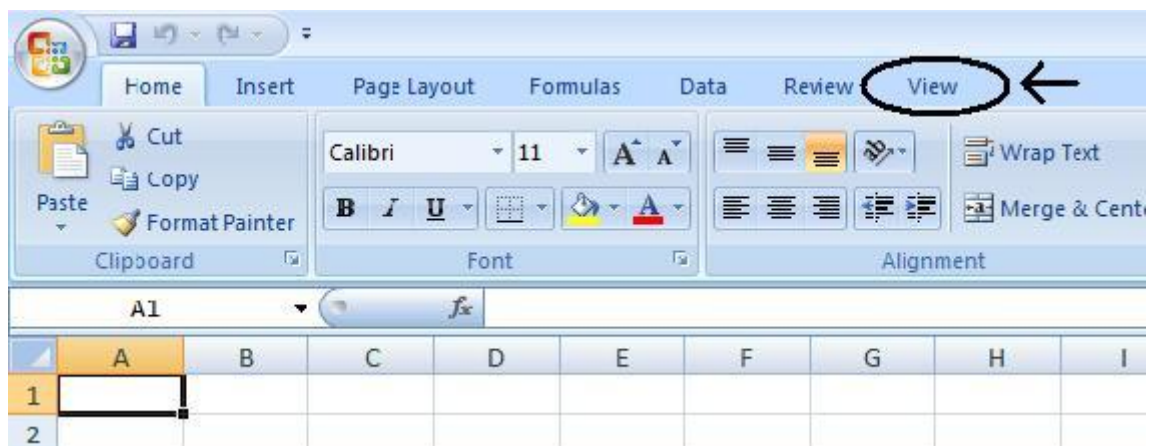 Home Insert Page Layout Formulas Data Review View
Cut
Calibri 11 A A Wrap Text
Copy
Paste
Format Painter B I U A a Merge & Cente
Clipboard Font Alignment
A1 fx
A B C D E F G H I
1
2